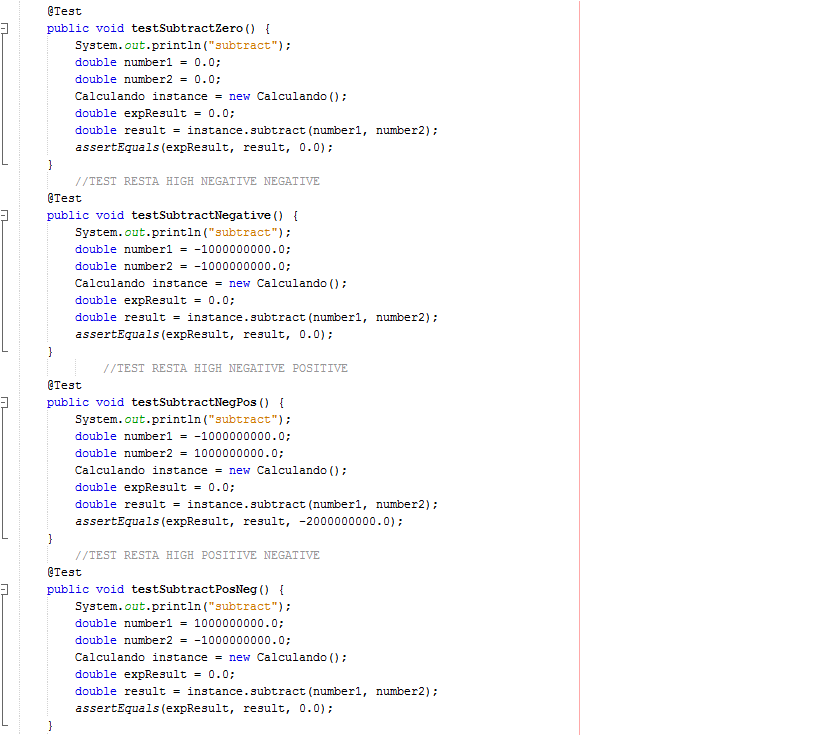 @Test
public void testSubtractZero() {
System.out.println("subtract");
double number1 = 0.0;
double number2 = 0.0;
Calculando instance = new Calculando();
double expResult = 0.0;
double result = instance.subtract(number1, number2);
assertEquals(expResult, result, 0.0);
}
//TEST RESTA HIGH NEGATIVE NEGATIVE
@Test
public void testSubtractNegative() {
System.out.println("subtract");
double number1 = -1000000000.0;
double number2 = -1000000000.0;
Calculando instance = new Calculando();
double expResult = 0.0;
double result = instance.subtract(number1, number2);
assertEquals(expResult, result, 0.0);
}
//TEST RESTA HIGH NEGATIVE POSITIVE
@Test
public void testSubtractNegPos() {
System.out.println("subtract");
double number1 = -1000000000.0;
double number2 = 1000000000.0;
Calculando instance = new Calculando();
double expResult = 0.0;
double result = instance.subtract(number1, number2);
assertEquals(expResult, result, -2000000000.0);
}
//TEST RESTA HIGH POSITIVE NEGATIVE
@Test
public void testSubtractPosNeg() {
System.out.println("subtract");
double number1 = 1000000000.0;
double number2 = -1000000000.0;
Calculando instance = new Calculando();
double expResult = 0.0;
double result = instance.subtract(number1, number2);
assertEquals(expResult, result, 0.0);
}